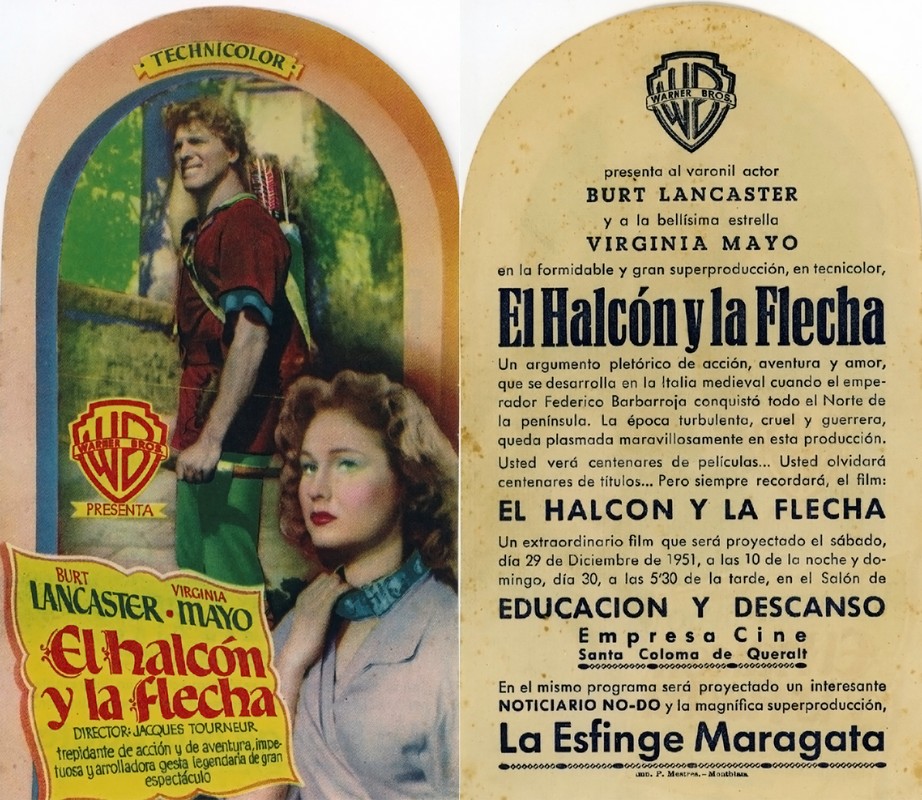 TECHNICOLOR
WARNER BROS.
PRESENTA
BURT
LANCASTER · VIRGINIA
MAYO
El halcón
y la flecha
DIRECTOR: JACQUES TOURNEUR
trepidante de acción y de aventura, impe-
tuosa y arrolladora gesta legendaria de gran
espectáculo
WARNER BROS.
presenta al varonil actor
BURT LANCASTER
y a la bellísima estrella
VIRGINIA MAYO
en la formidable y gran superproducción, en tecnicolor,
El Halcón y la Flecha
Un argumento pletórico de acción, aventura y amor,
que se desarrolla en la Italia medieval cuando el empe-
rador Federico Barbarroja conquistó todo el Norte de
la península. La época turbulenta, cruel y guerrera,
queda plasmada maravillosamente en esta producción.
Usted verá centenares de películas... Usted olvidará
centenares de títulos... Pero siempre recordará, el film:
EL HALCON Y LA FLECHA
Un extraordinario film que será proyectado el sábado,
día 29 de Diciembre de 1951, a las 10 de la noche y do-
mingo, día 30, a las 5'30 de la tarde, en el Salón de
EDUCACION Y DESCANSO
Empresa Cine
Santa Coloma de Queralt
En el mismo programa será proyectado un interesante
NOTICIARIO NO-DO y la magnífica superproducción,
La Esfinge Maragata
Imp. P. Mestres.-Montblanx